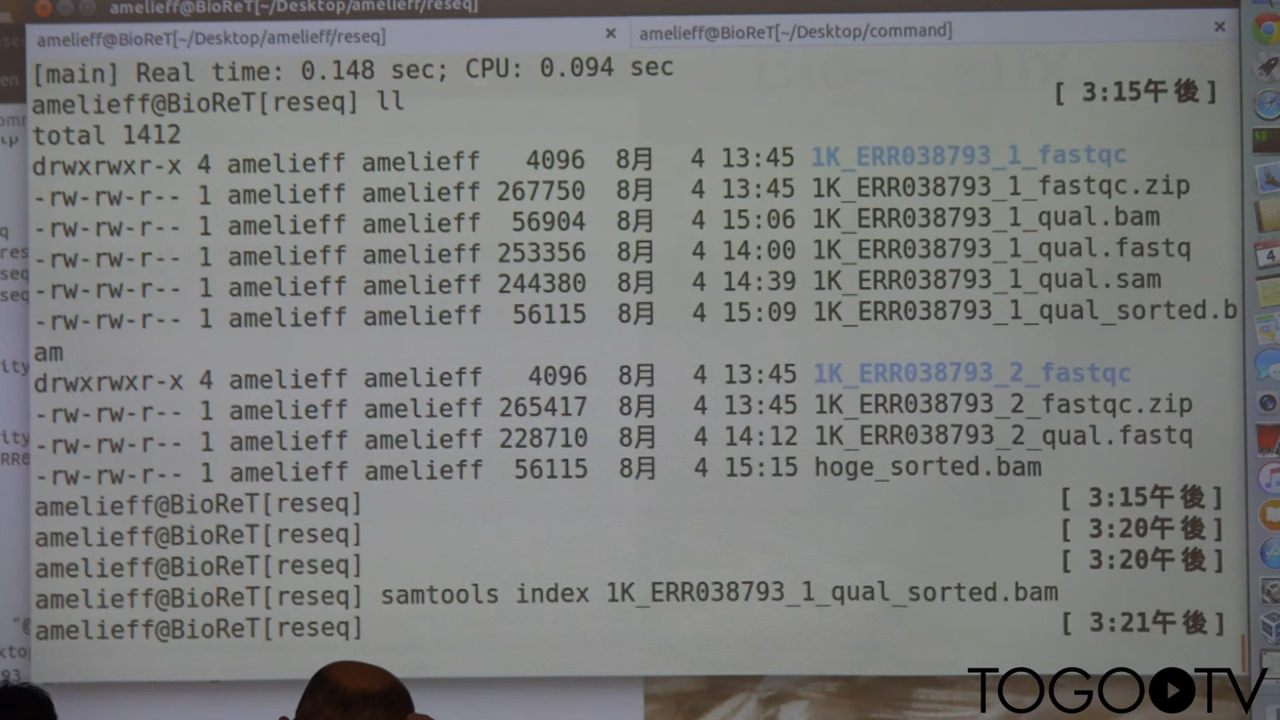 amelieff@BioReT[~/Desktop/amelieff/reseq]
amelieff@BioReT[~/Desktop/amelieff/reseq] × amelieff@BioReT[~/Desktop/command] ×
[main] Real time: 0.148 sec; CPU: 0.094 sec
amelieff@BioReT[reseq] ll [ 3:15午後]
total 1412
drwxrwxr-x 4 amelieff amelieff 4096 8月 4 13:45 1K_ERR038793_1_fastqc
-rw-rw-r-- 1 amelieff amelieff 267750 8月 4 13:45 1K_ERR038793_1_fastqc.zip
-rw-rw-r-- 1 amelieff amelieff 56904 8月 4 15:06 1K_ERR038793_1_qual.bam
-rw-rw-r-- 1 amelieff amelieff 253356 8月 4 14:00 1K_ERR038793_1_qual.fastq
-rw-rw-r-- 1 amelieff amelieff 244380 8月 4 14:39 1K_ERR038793_1_qual.sam
-rw-rw-r-- 1 amelieff amelieff 56115 8月 4 15:09 1K_ERR038793_1_qual_sorted.b
am
drwxrwxr-x 4 amelieff amelieff 4096 8月 4 13:45 1K_ERR038793_2_fastqc
-rw-rw-r-- 1 amelieff amelieff 265417 8月 4 13:45 1K_ERR038793_2_fastqc.zip
-rw-rw-r-- 1 amelieff amelieff 228710 8月 4 14:12 1K_ERR038793_2_qual.fastq
-rw-rw-r-- 1 amelieff amelieff 56115 8月 4 15:15 hoge_sorted.bam
amelieff@BioReT[reseq] [ 3:15午後]
amelieff@BioReT[reseq] [ 3:20午後]
amelieff@BioReT[reseq] [ 3:20午後]
amelieff@BioReT[reseq] samtools index 1K_ERR038793_1_qual_sorted.bam
amelieff@BioReT[reseq] [ 3:21午後]
TOGO TV